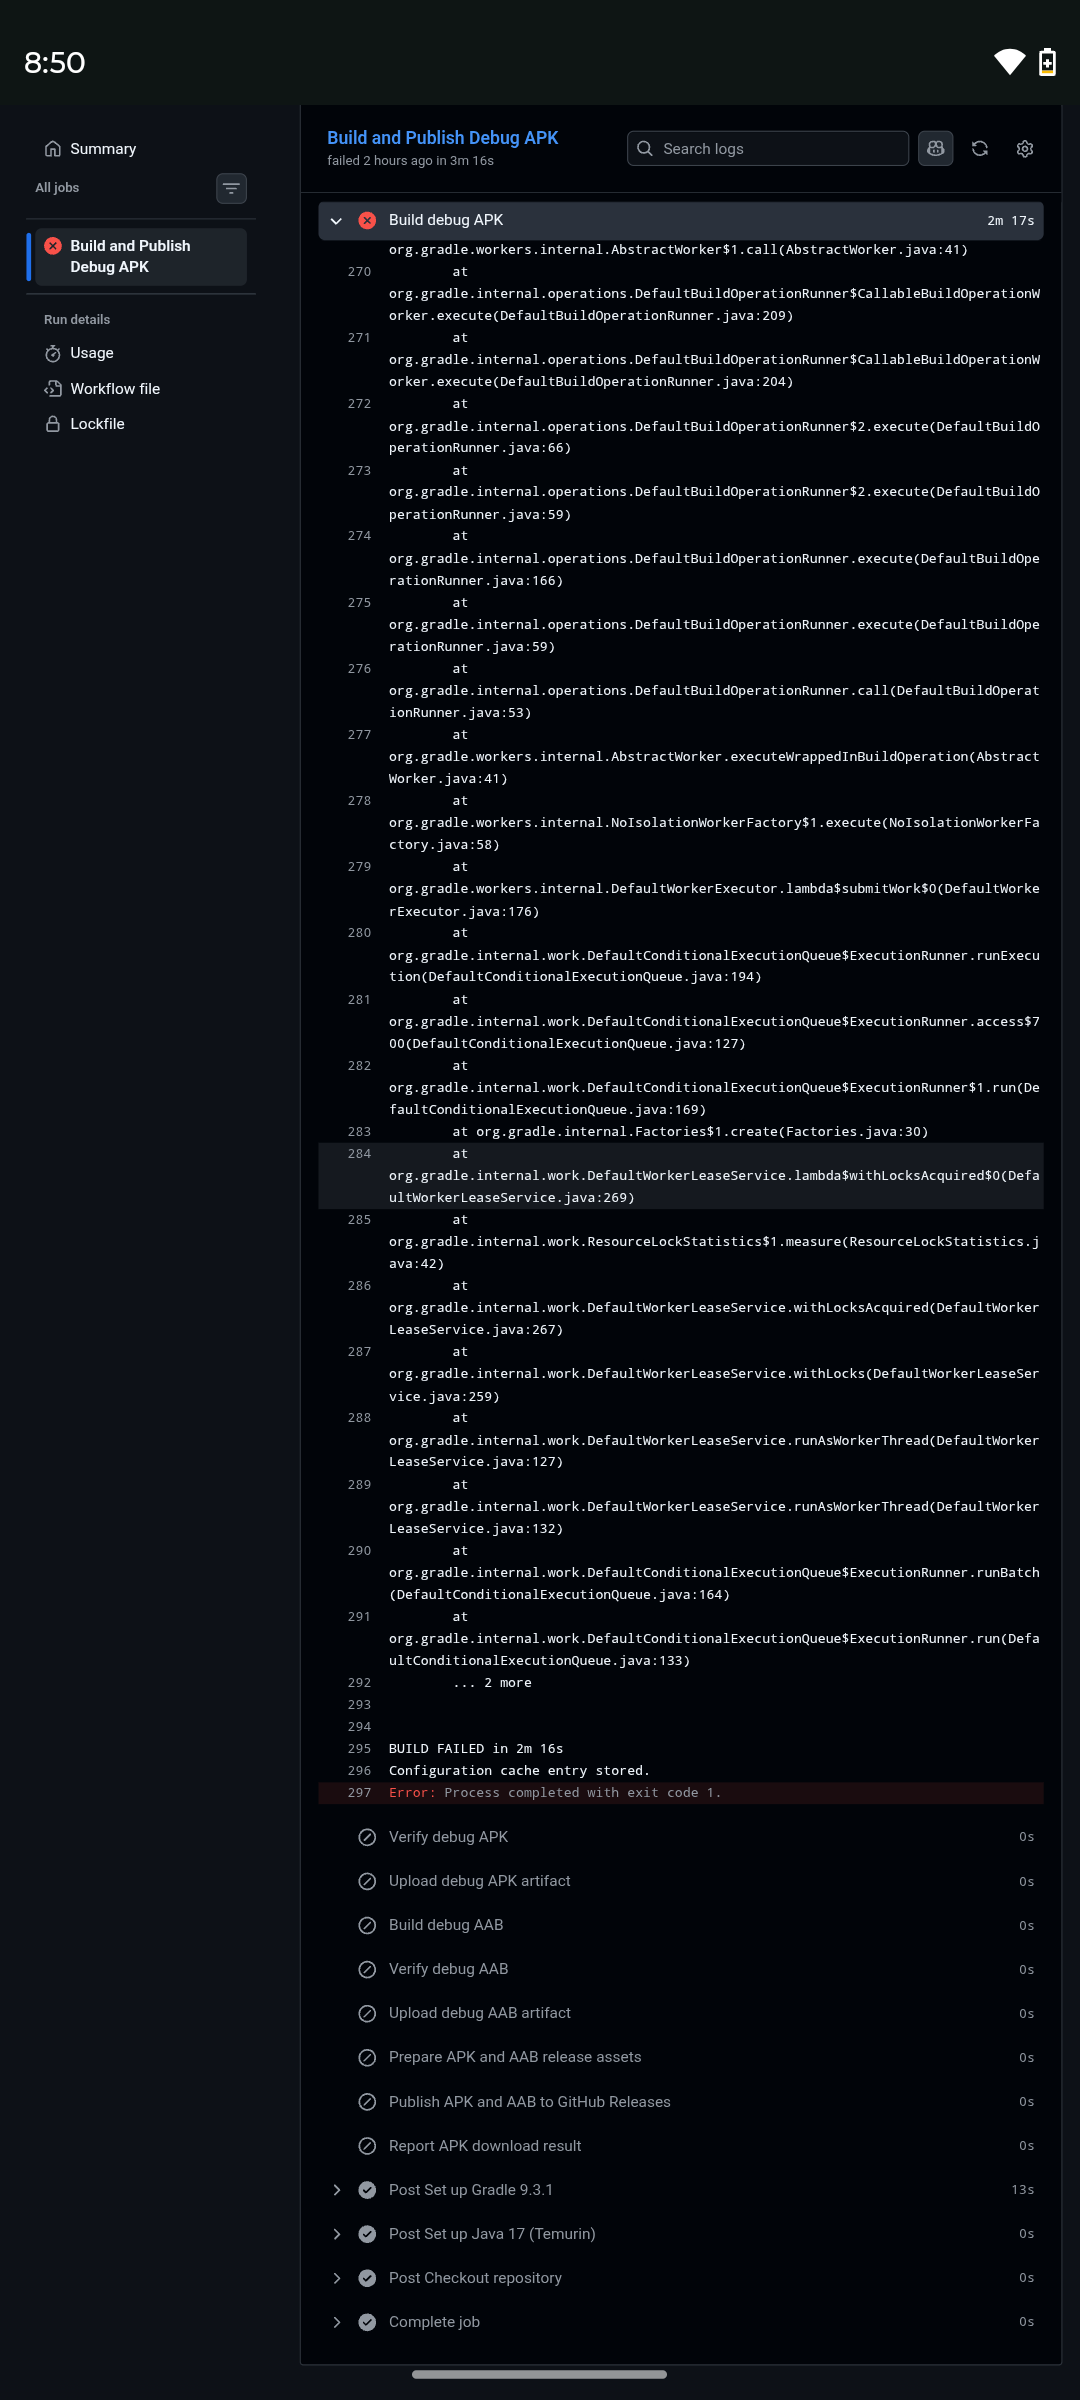 8:50
Summary
All jobs
Build and Publish
Debug APK
Run details
Usage
Workflow file
Lockfile
Build and Publish Debug APK
failed 2 hours ago in 3m 16s
Search logs
Build debug APK 2m 17s
org.gradle.workers.internal.AbstractWorker$1.call(AbstractWorker.java:41)
270 at
org.gradle.internal.operations.DefaultBuildOperationRunner$CallableBuildOperationW
orker.execute(DefaultBuildOperationRunner.java:209)
271 at
org.gradle.internal.operations.DefaultBuildOperationRunner$CallableBuildOperationW
orker.execute(DefaultBuildOperationRunner.java:204)
272 at
org.gradle.internal.operations.DefaultBuildOperationRunner$2.execute(DefaultBuildO
perationRunner.java:66)
273 at
org.gradle.internal.operations.DefaultBuildOperationRunner$2.execute(DefaultBuildO
perationRunner.java:59)
274 at
org.gradle.internal.operations.DefaultBuildOperationRunner.execute(DefaultBuildOpe
rationRunner.java:166)
275 at
org.gradle.internal.operations.DefaultBuildOperationRunner.execute(DefaultBuildOpe
rationRunner.java:59)
276 at
org.gradle.internal.operations.DefaultBuildOperationRunner.call(DefaultBuildOperat
ionRunner.java:53)
277 at
org.gradle.workers.internal.AbstractWorker.executeWrappedInBuildOperation(Abstract
Worker.java:41)
278 at
org.gradle.workers.internal.NoIsolationWorkerFactory$1.execute(NoIsolationWorkerFa
ctory.java:58)
279 at
org.gradle.workers.internal.DefaultWorkerExecutor.lambda$submitWork$0(DefaultWorke
rExecutor.java:176)
280 at
org.gradle.internal.work.DefaultConditionalExecutionQueue$ExecutionRunner.runExecu
tion(DefaultConditionalExecutionQueue.java:194)
281 at
org.gradle.internal.work.DefaultConditionalExecutionQueue$ExecutionRunner.access$7
00(DefaultConditionalExecutionQueue.java:127)
282 at
org.gradle.internal.work.DefaultConditionalExecutionQueue$ExecutionRunner$1.run(De
faultConditionalExecutionQueue.java:169)
283 at org.gradle.internal.Factories$1.create(Factories.java:30)
284 at
org.gradle.internal.work.DefaultWorkerLeaseService.lambda$withLocksAcquired$0(Defa
ultWorkerLeaseService.java:269)
285 at
org.gradle.internal.work.ResourceLockStatistics$1.measure(ResourceLockStatistics.j
ava:42)
286 at
org.gradle.internal.work.DefaultWorkerLeaseService.withLocksAcquired(DefaultWorker
LeaseService.java:267)
287 at
org.gradle.internal.work.DefaultWorkerLeaseService.withLocks(DefaultWorkerLeaseSer
vice.java:259)
288 at
org.gradle.internal.work.DefaultWorkerLeaseService.runAsWorkerThread(DefaultWorker
LeaseService.java:127)
289 at
org.gradle.internal.work.DefaultWorkerLeaseService.runAsWorkerThread(DefaultWorker
LeaseService.java:132)
290 at
org.gradle.internal.work.DefaultConditionalExecutionQueue$ExecutionRunner.runBatch
(DefaultConditionalExecutionQueue.java:164)
291 at
org.gradle.internal.work.DefaultConditionalExecutionQueue$ExecutionRunner.run(Defa
ultConditionalExecutionQueue.java:133)
292 ... 2 more
293
294
295 BUILD FAILED in 2m 16s
296 Configuration cache entry stored.
297 Error: Process completed with exit code 1.
Verify debug APK 0s
Upload debug APK artifact 0s
Build debug AAB 0s
Verify debug AAB 0s
Upload debug AAB artifact 0s
Prepare APK and AAB release assets 0s
Publish APK and AAB to GitHub Releases 0s
Report APK download result 0s
Post Set up Gradle 9.3.1 13s
Post Set up Java 17 (Temurin) 0s
Post Checkout repository 0s
Complete job 0s